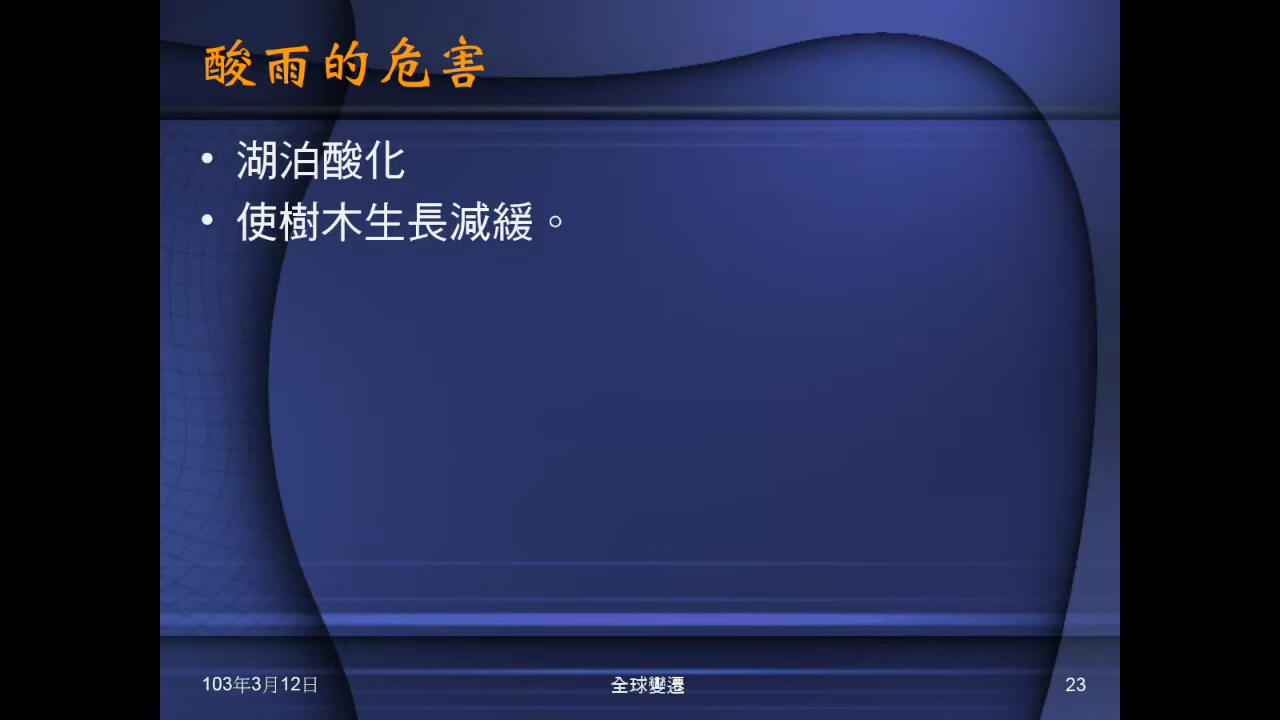 酸雨的危害
• 湖泊酸化
• 使樹木生長減緩。
103年3月12日
全球變遷
23